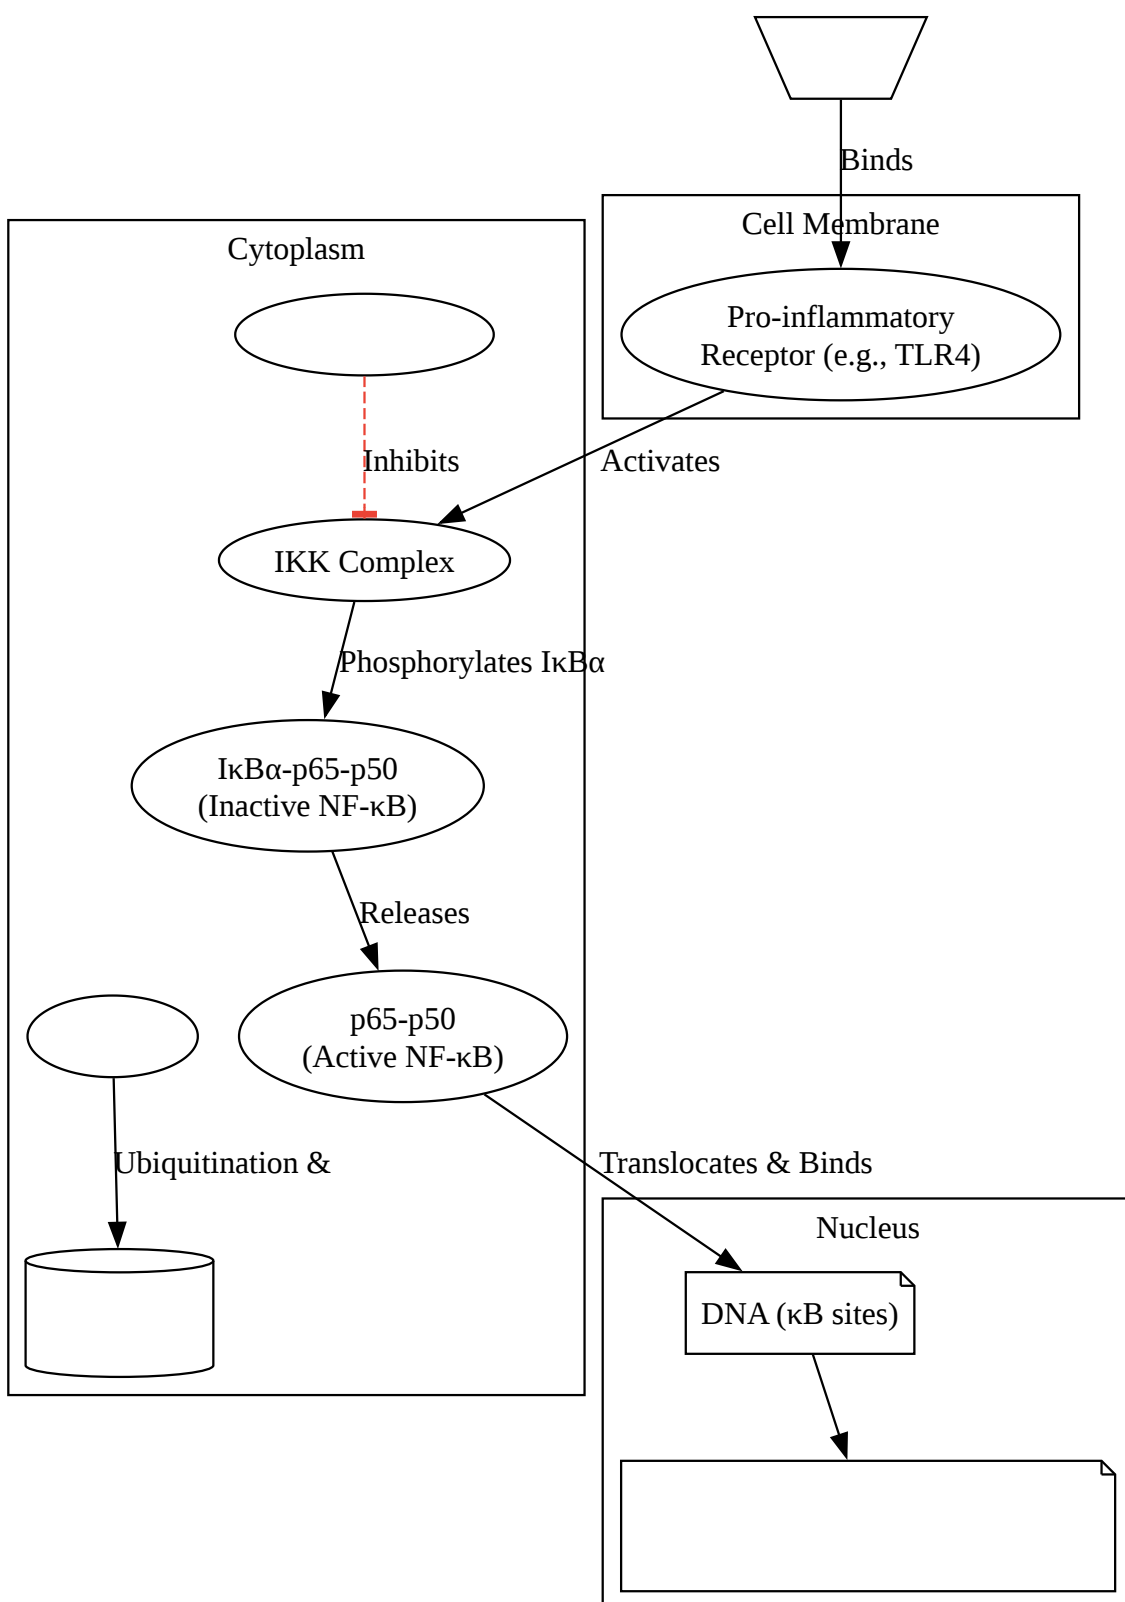 Binds
Cell Membrane
Cytoplasm
Pro-inflammatory
Receptor (e.g., TLR4)
Inhibits
Activates
IKK Complex
Phosphorylates IκBα
IκBα-p65-p50
(Inactive NF-κB)
Releases
p65-p50
(Active NF-κB)
Ubiquitination &
Translocates & Binds
Nucleus
DNA (κB sites)